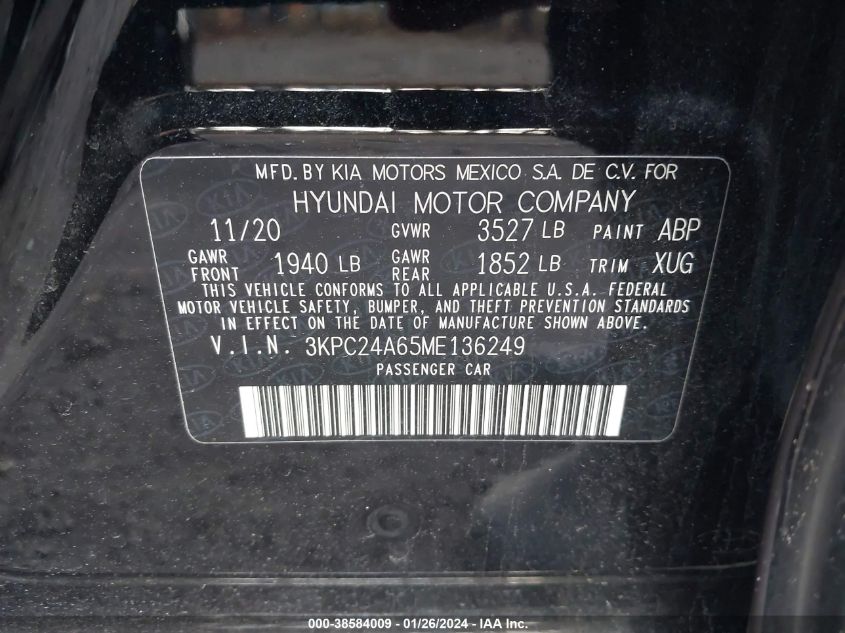 MFD. BY KIA MOTORS MEXICO S.A. DE C.V. FOR
HYUNDAI MOTOR COMPANY
11/20 GVWR 3527 LB PAINT ABP
GAWR FRONT 1940 LB GAWR REAR 1852 LB TRIM XUG
THIS VEHICLE CONFORMS TO ALL APPLICABLE U.S.A. FEDERAL
MOTOR VEHICLE SAFETY, BUMPER, AND THEFT PREVENTION STANDARDS
IN EFFECT ON THE DATE OF MANUFACTURE SHOWN ABOVE.
V.I.N. 3KPC24A65ME136249
PASSENGER CAR
000-38584009 - 01/26/2024 - IAA Inc.